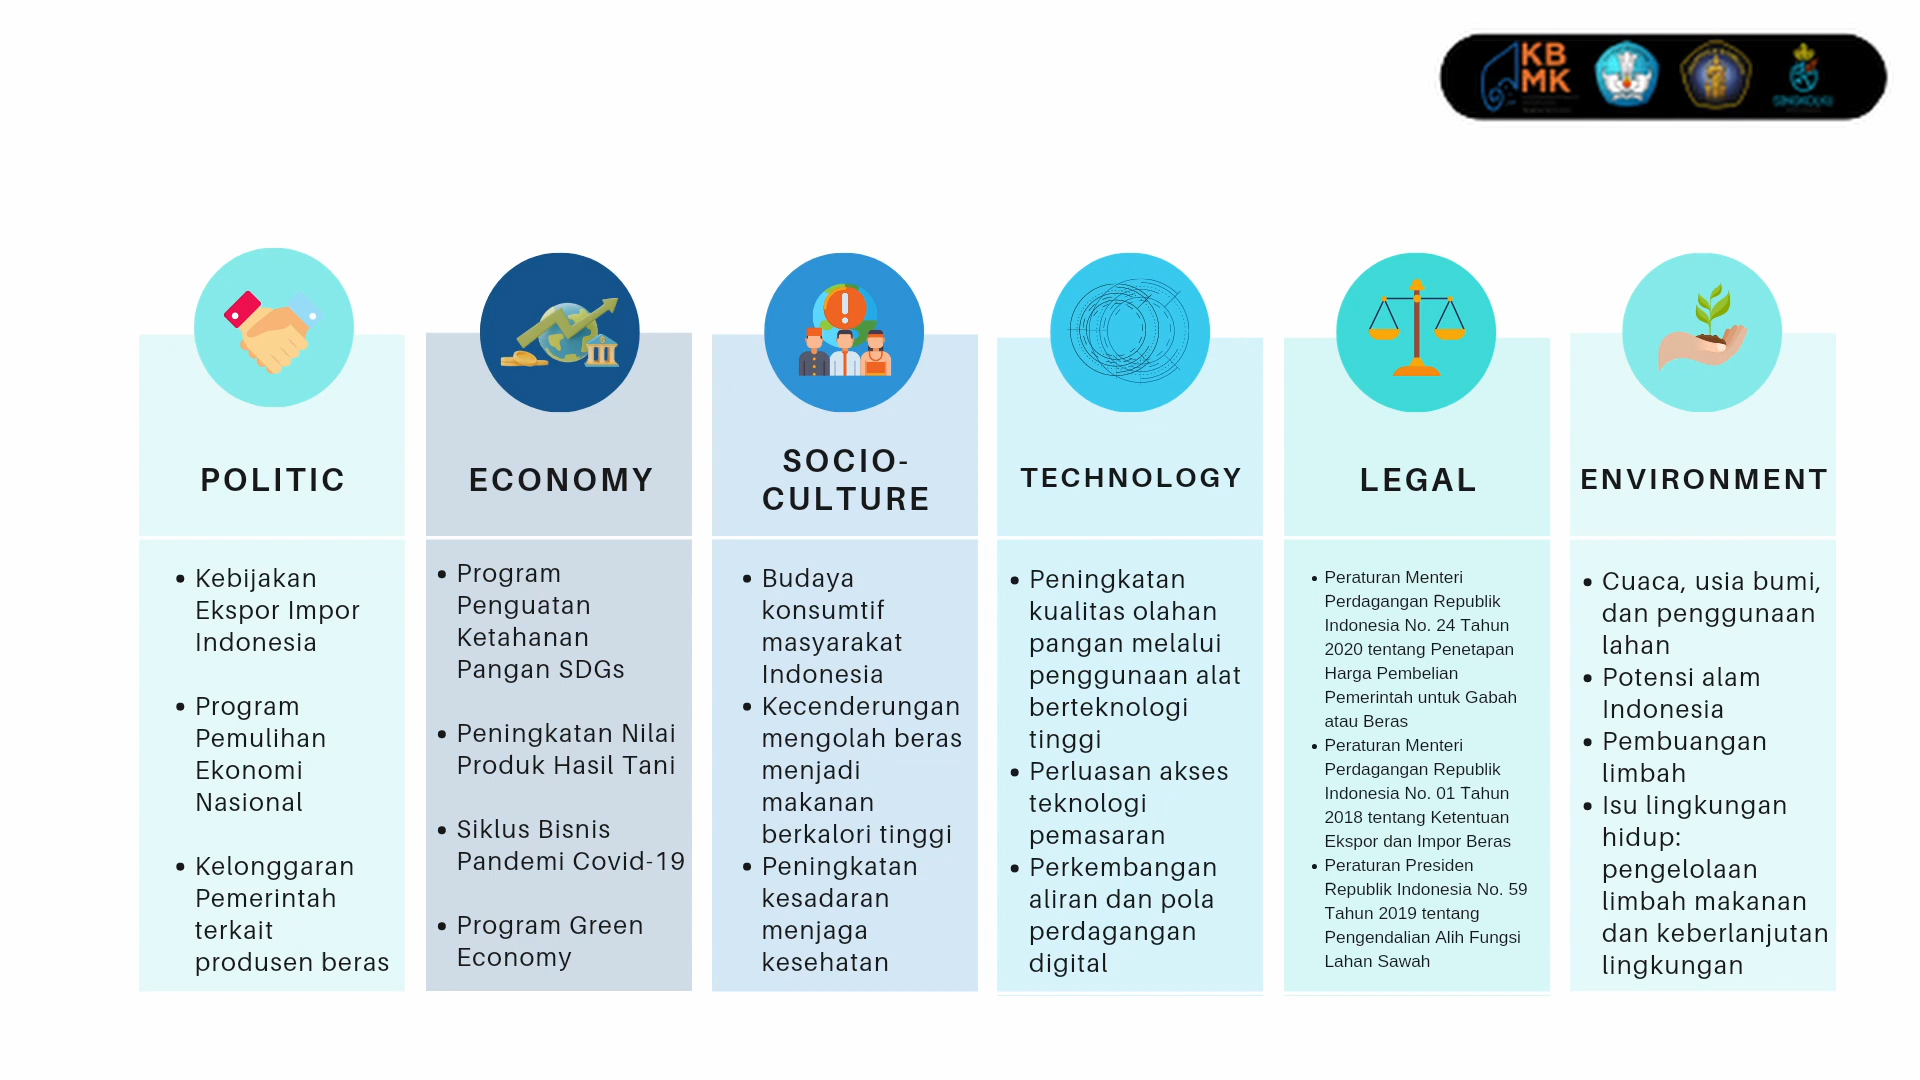 KB
MK
POLITIC
Kebijakan
Ekspor Impor
Indonesia
Program
Pemulihan
Ekonomi
Nasional
Kelonggaran
Pemerintah
terkait
produsen beras
ECONOMY
Program
Penguatan
Ketahanan
Pangan SDGs
Peningkatan Nilai
Produk Hasil Tani
Siklus Bisnis
Pandemi Covid-19
Program Green
Economy
SOCIO-
CULTURE
Budaya
konsumtif
masyarakat
Indonesia
Kecenderungan
mengolah beras
menjadi
makanan
berkalori tinggi
Peningkatan
kesadaran
menjaga
kesehatan
TECHNOLOGY
Peningkatan
kualitas olahan
pangan melalui
penggunaan alat
berteknologi
tinggi
Perluasan akses
teknologi
pemasaran
Perkembangan
aliran dan pola
perdagangan
digital
LEGAL
Peraturan Menteri
Perdagangan Republik
Indonesia No. 24 Tahun
2020 tentang Penetapan
Harga Pembelian
Pemerintah untuk Gabah
atau Beras
Peraturan Menteri
Perdagangan Republik
Indonesia No. 01 Tahun
2018 tentang Ketentuan
Ekspor dan Impor Beras
Peraturan Presiden
Republik Indonesia No. 59
Tahun 2019 tentang
Pengendalian Alih Fungsi
Lahan Sawah
ENVIRONMENT
Cuaca, usia bumi,
dan penggunaan
lahan
Potensi alam
Indonesia
Pembuangan
limbah
Isu lingkungan
hidup:
pengelolaan
limbah makanan
dan keberlanjutan
lingkungan